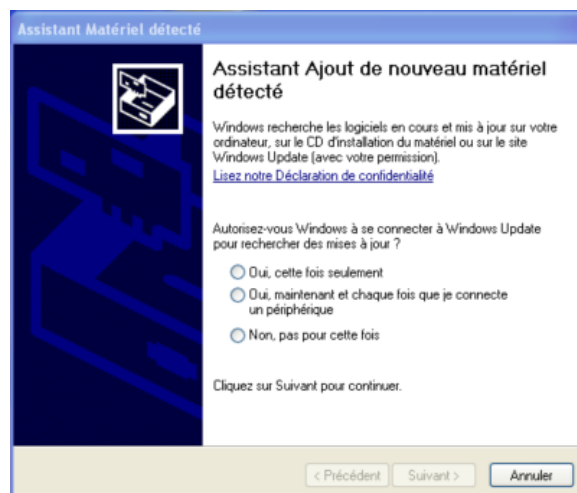 Assistant Matériel détecté
Assistant Ajout de nouveau matériel
détecté
Windows recherche les logiciels en cours et mis à jour sur votre
ordinateur, sur le CD d'installation du matériel ou sur le site
Windows Update (avec votre permission).
Lisez notre Déclaration de confidentialité
Autorisez-vous Windows à se connecter à Windows Update
pour rechercher des mises à jour ?
Oui, cette fois seulement
Oui, maintenant et chaque fois que je connecte
un périphérique
Non, pas pour cette fois
Cliquez sur Suivant pour continuer.
< Précédent Suivant > Annuler